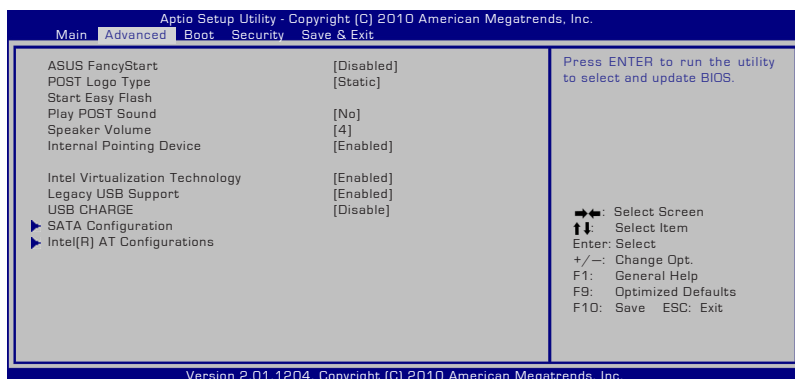 Aptio Setup Utility - Copyright (C) 2010 American Megatrends, Inc.
Main Advanced Boot Security Save & Exit
ASUS FancyStart [Disabled]
POST Logo Type [Static]
Start Easy Flash
Play POST Sound [No]
Speaker Volume [4]
Internal Pointing Device [Enabled]
Intel Virtualization Technology [Enabled]
Legacy USB Support [Enabled]
USB CHARGE [Disable]
SATA Configuration
Intel(R) AT Configurations
Press ENTER to run the utility
to select and update BIOS.
→←: Select Screen
↑↓: Select Item
Enter: Select
+/—: Change Opt.
F1: General Help
F9: Optimized Defaults
F10: Save ESC: Exit
Version 2.01.1204. Copyright (C) 2010 American Megatrends, Inc.